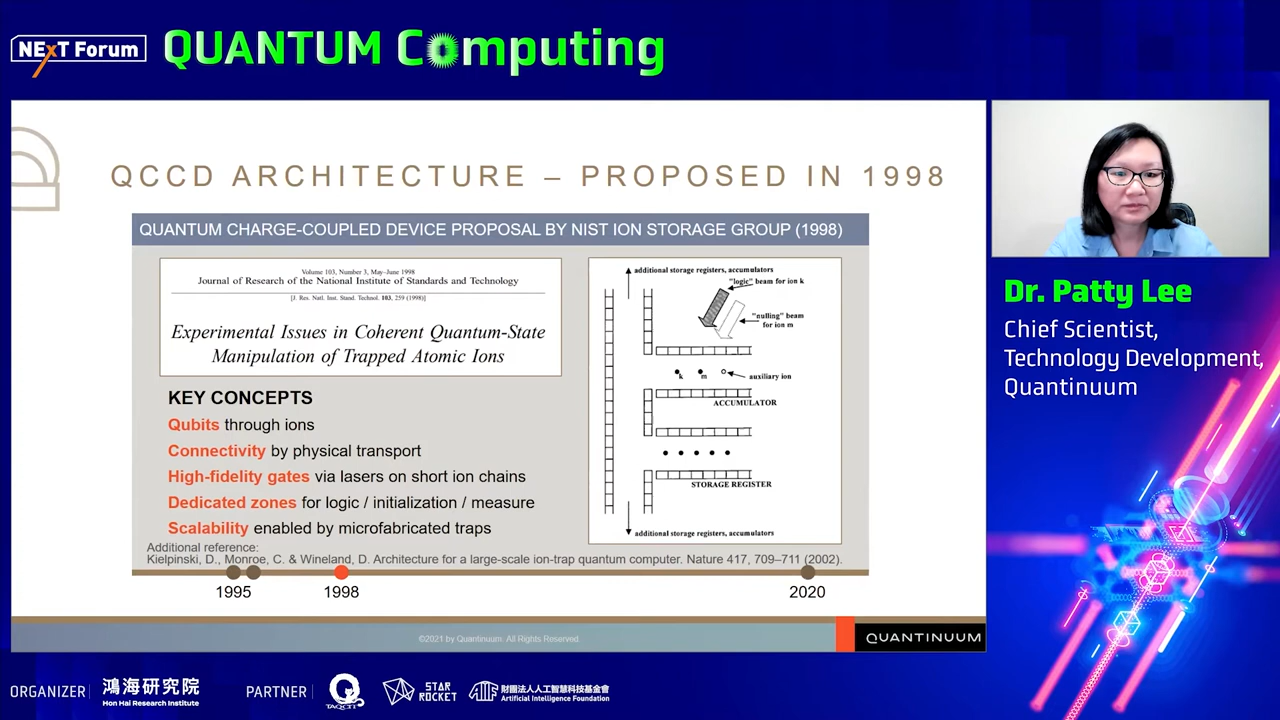 NExT Forum
QUANTUM Computing
QCCD ARCHITECTURE – PROPOSED IN 1998
QUANTUM CHARGE-COUPLED DEVICE PROPOSAL BY NIST ION STORAGE GROUP (1998)
Volume 103, Number 3, May–June 1998
Journal of Research of the National Institute of Standards and Technology
[J. Res. Natl. Inst. Stand. Technol. 103, 259 (1998)]
Experimental Issues in Coherent Quantum-State
Manipulation of Trapped Atomic Ions
KEY CONCEPTS
Qubits through ions
Connectivity by physical transport
High-fidelity gates via lasers on short ion chains
Dedicated zones for logic / initialization / measure
Scalability enabled by microfabricated traps
additional storage registers, accumulators
"logic" beam for ion k
"nulling" beam
for ion m
k
m
auxiliary ion
ACCUMULATOR
STORAGE REGISTER
additional storage registers, accumulators
Additional reference:
Kielpinski, D., Monroe, C. & Wineland, D. Architecture for a large-scale ion-trap quantum computer. Nature 417, 709–711 (2002).
1995
1998
2020
©2021 by Quantinuum. All Rights Reserved.
QUANTINUUM
Dr. Patty Lee
Chief Scientist,
Technology Development,
Quantinuum
ORGANIZER
鴻海研究院
Hon Hai Research Institute
PARTNER
TAQCIT
STAR
ROCKET
財團法人人工智慧科技基金會
Artificial Intelligence Foundation